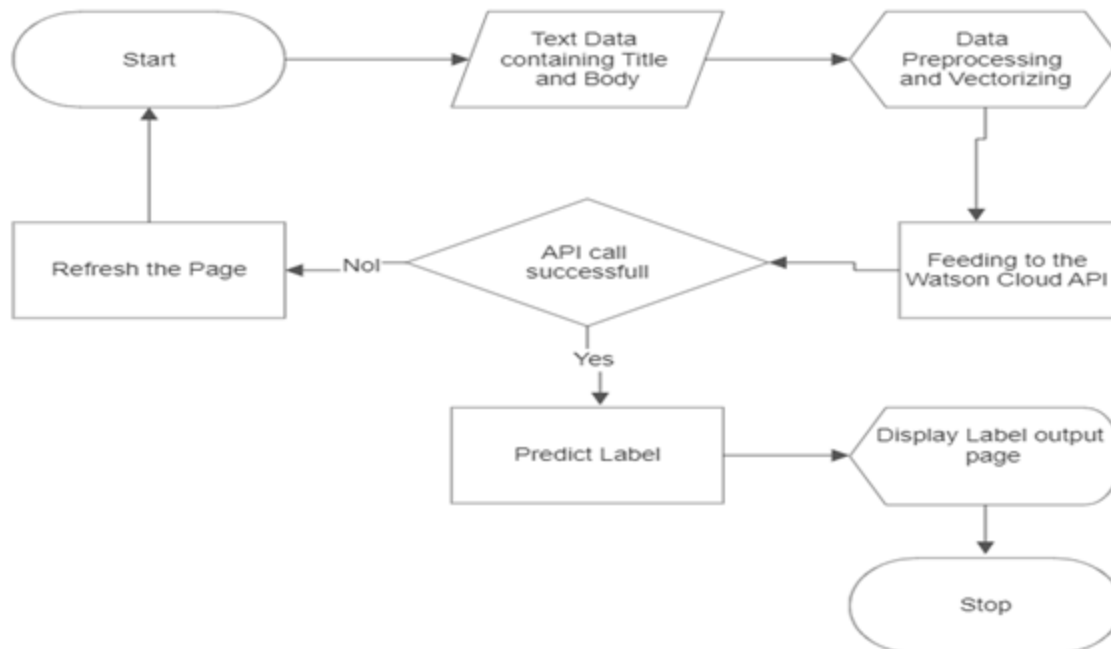 Start
Text Data
containing Title
and Body
Data
Preprocessing
and Vectorizing
Feeding to the
Watson Cloud API
API call
successfull
Nol
Refresh the Page
Yes
Predict Label
Display Label output
page
Stop